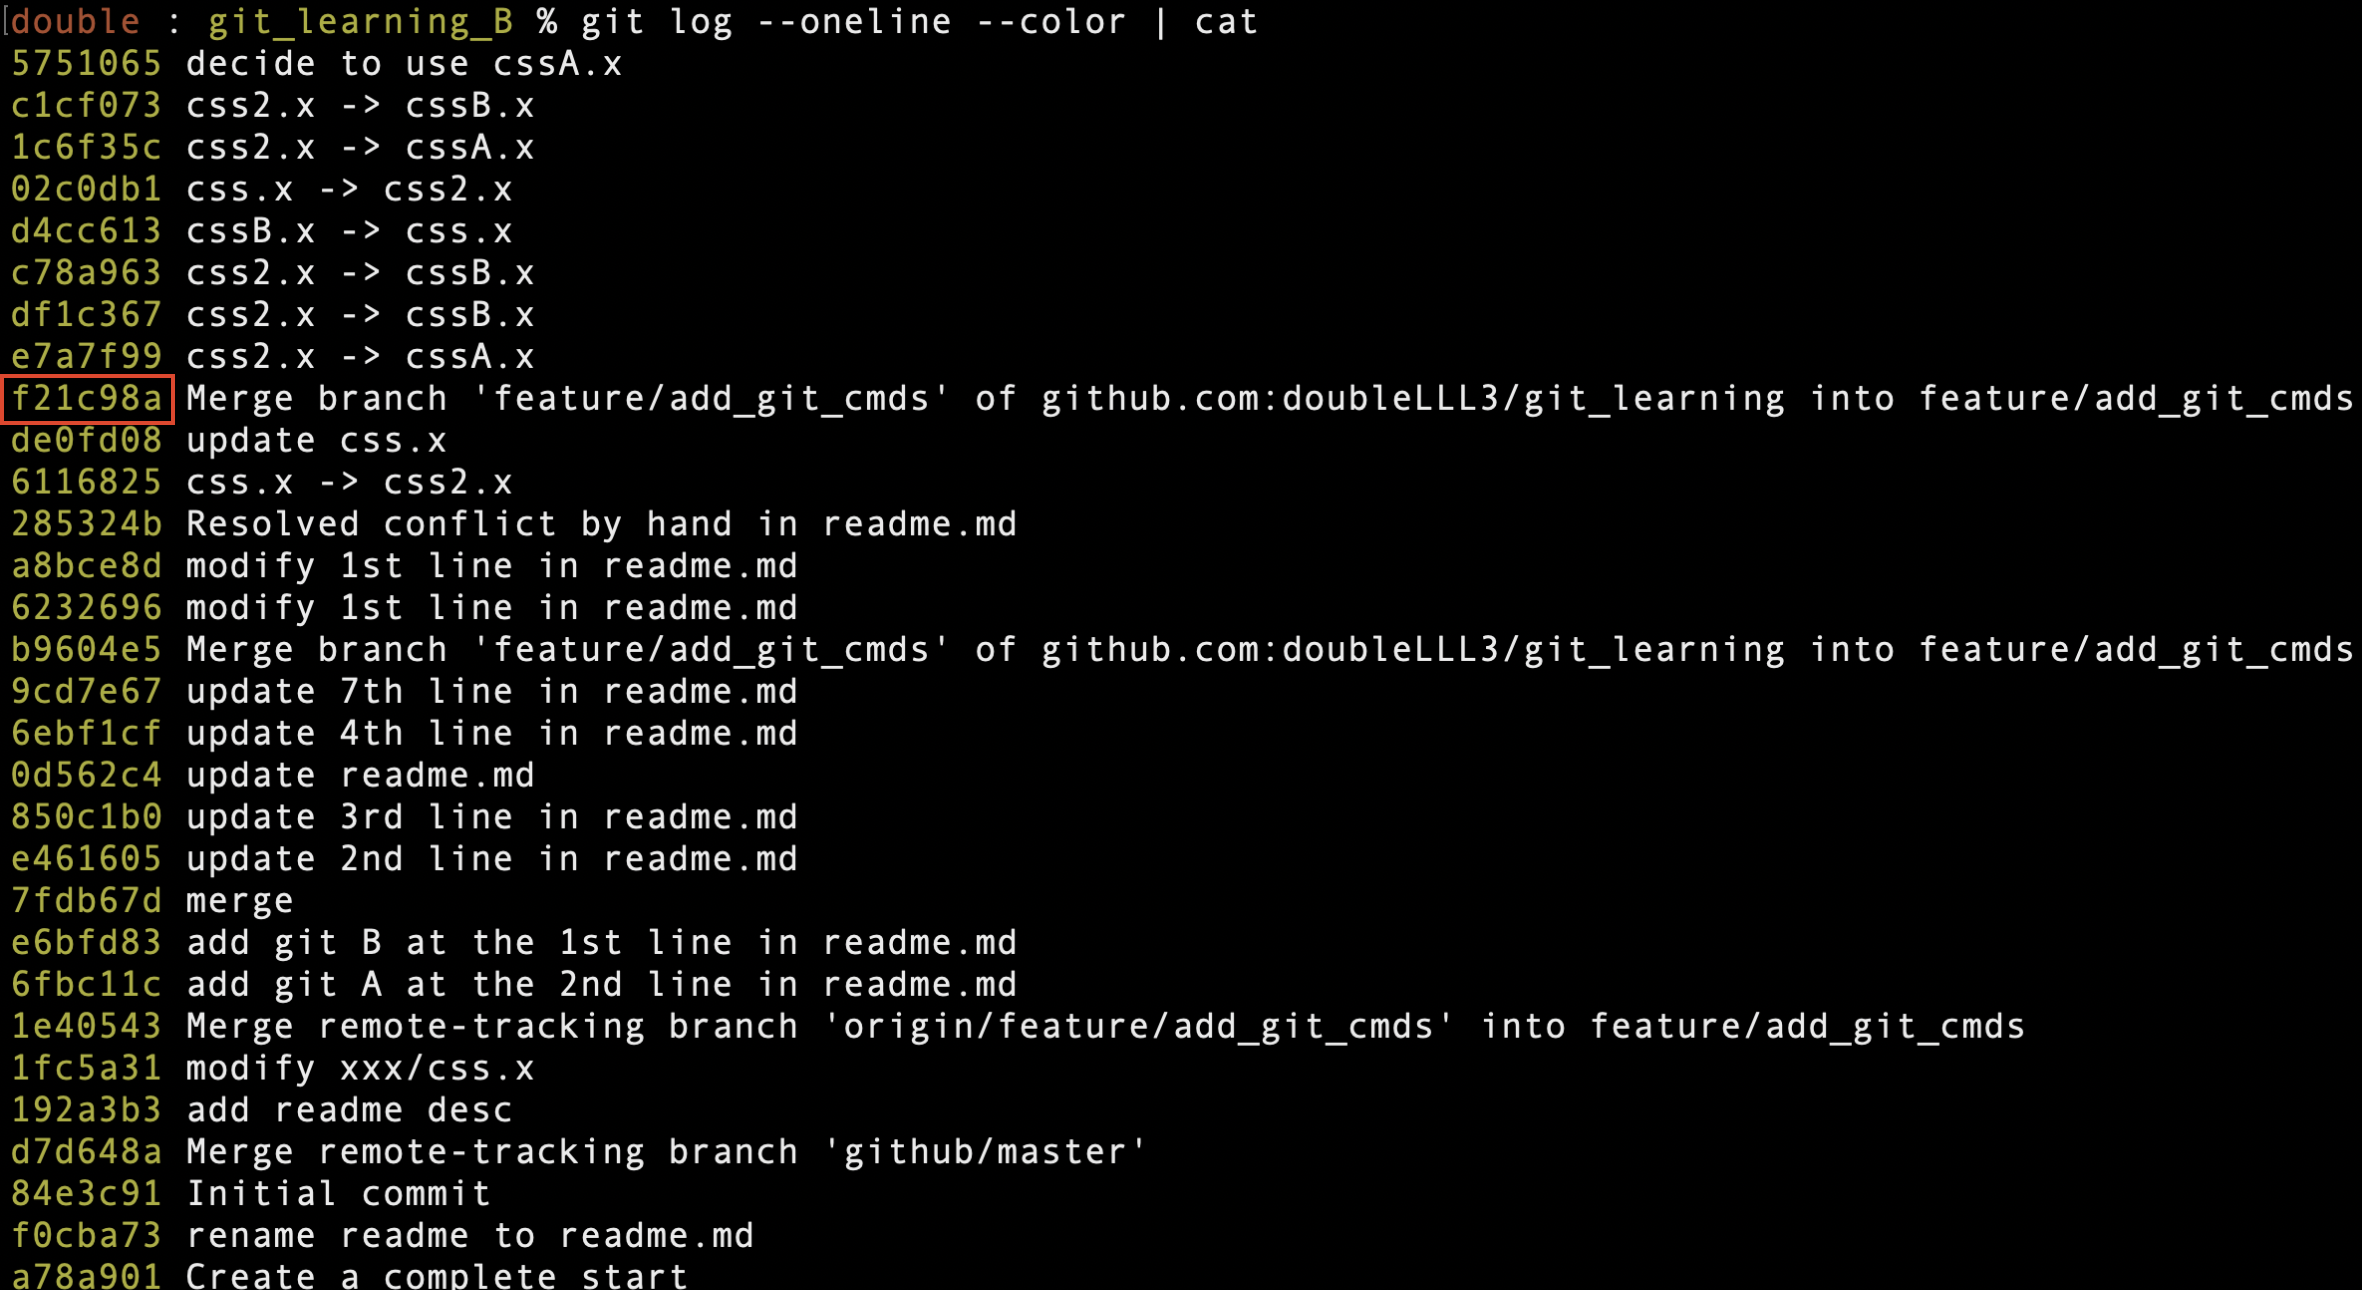 [double : git_learning_B % git log --oneline --color | cat
5751065 decide to use cssA.x
c1cf073 css2.x -> cssB.x
1c6f35c css2.x -> cssA.x
02c0db1 css.x -> css2.x
d4cc613 cssB.x -> css.x
c78a963 css2.x -> cssB.x
df1c367 css2.x -> cssB.x
e7a7f99 css2.x -> cssA.x
f21c98a Merge branch 'feature/add_git_cmds' of github.com:doubleLLL3/git_learning into feature/add_git_cmds
de0fd08 update css.x
6116825 css.x -> css2.x
285324b Resolved conflict by hand in readme.md
a8bce8d modify 1st line in readme.md
6232696 modify 1st line in readme.md
b9604e5 Merge branch 'feature/add_git_cmds' of github.com:doubleLLL3/git_learning into feature/add_git_cmds
9cd7e67 update 7th line in readme.md
6ebf1cf update 4th line in readme.md
0d562c4 update readme.md
850c1b0 update 3rd line in readme.md
e461605 update 2nd line in readme.md
7fdb67d merge
e6bfd83 add git B at the 1st line in readme.md
6fbc11c add git A at the 2nd line in readme.md
1e40543 Merge remote-tracking branch 'origin/feature/add_git_cmds' into feature/add_git_cmds
1fc5a31 modify xxx/css.x
192a3b3 add readme desc
d7d648a Merge remote-tracking branch 'github/master'
84e3c91 Initial commit
f0cba73 rename readme to readme.md
a78a901 Create a complete start